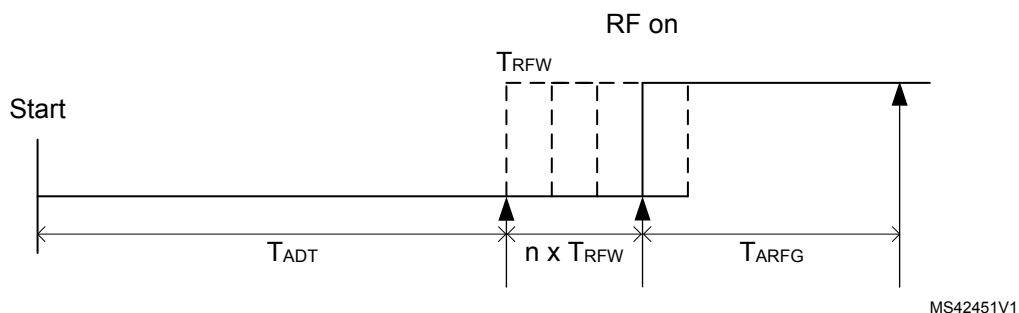 RF on
TRFW
Start
TADT
n x TRFW
TARFG
MS42451V1